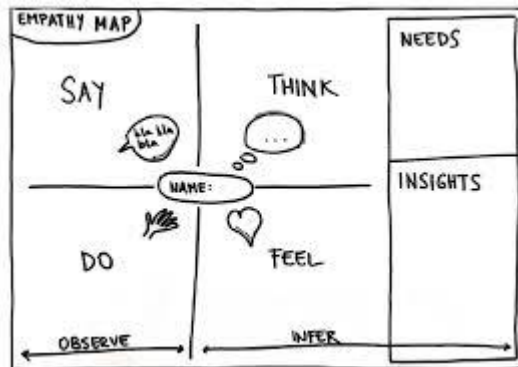 EMPATHY MAP
SAY
THINK
NEEDS
bla bla
bla
...
NAME:
INSIGHTS
DO
FEEL
OBSERVE
INFER